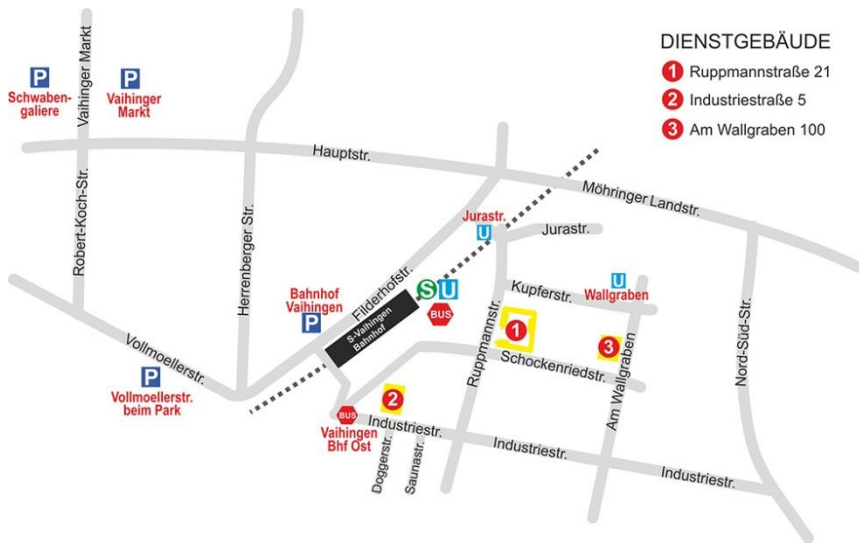 DIENSTGEBÄUDE
1 Ruppmannstraße 21
2 Industriestraße 5
3 Am Wallgraben 100
P
Schwaben-
galiere
Vaihinger Markt
P
Vaihinger
Markt
Hauptstr.
Möhringer Landstr.
Robert-Koch-Str.
Herrenberger Str.
Jurastr.
U
Jurastr.
Filderhofstr.
S U
BUS
Bahnhof
Vaihingen
P
S-Vaihingen
Bahnhof
Kupferstr.
U
Wallgraben
Ruppmannstr.
1
3
Schockenriedstr.
Am Wallgraben
Nord-Süd-Str.
Vollmoellerstr.
P
Vollmoellerstr.
beim Park
2
BUS
Vaihingen
Bhf Ost
Industriestr.
Industriestr.
Industriestr.
Doggerstr.
Saunastr.